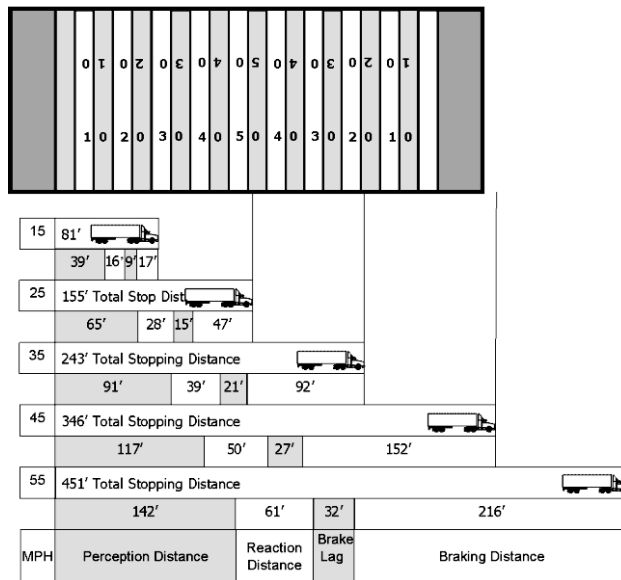 0 1 0 2 0 3 0 4 0 5 0 4 0 3 0 2 0 1
1 0 2 0 3 0 4 0 5 0 4 0 3 0 2 0 1 0
15 81’
39’ 16’ 9’ 17’
25 155’ Total Stop Dist
65’ 28’ 15’ 47’
35 243’ Total Stopping Distance
91’ 39’ 21’ 92’
45 346’ Total Stopping Distance
117’ 50’ 27’ 152’
55 451’ Total Stopping Distance
142’ 61’ 32’ 216’
MPH Perception Distance Reaction Distance Brake Lag Braking Distance